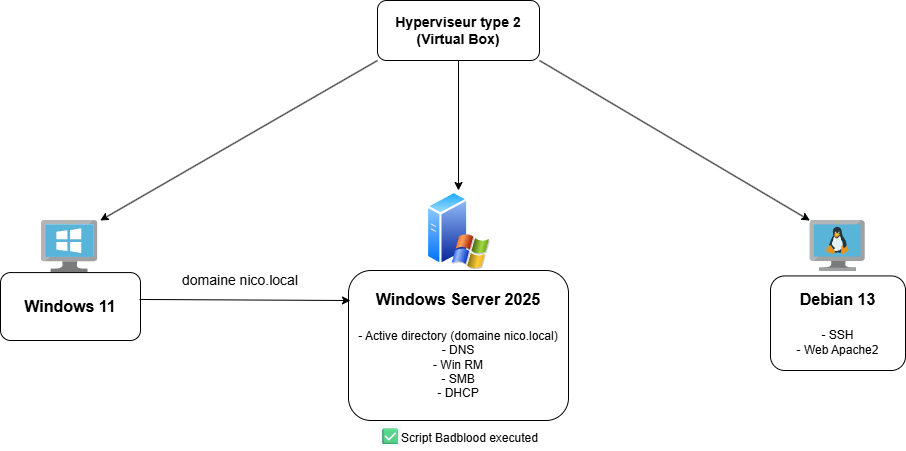 Hyperviseur type 2
(Virtual Box)
domaine nico.local
Windows 11
Windows Server 2025
- Active directory (domaine nico.local)
- DNS
- Win RM
- SMB
- DHCP
Debian 13
- SSH
- Web Apache2
Script Badblood executed